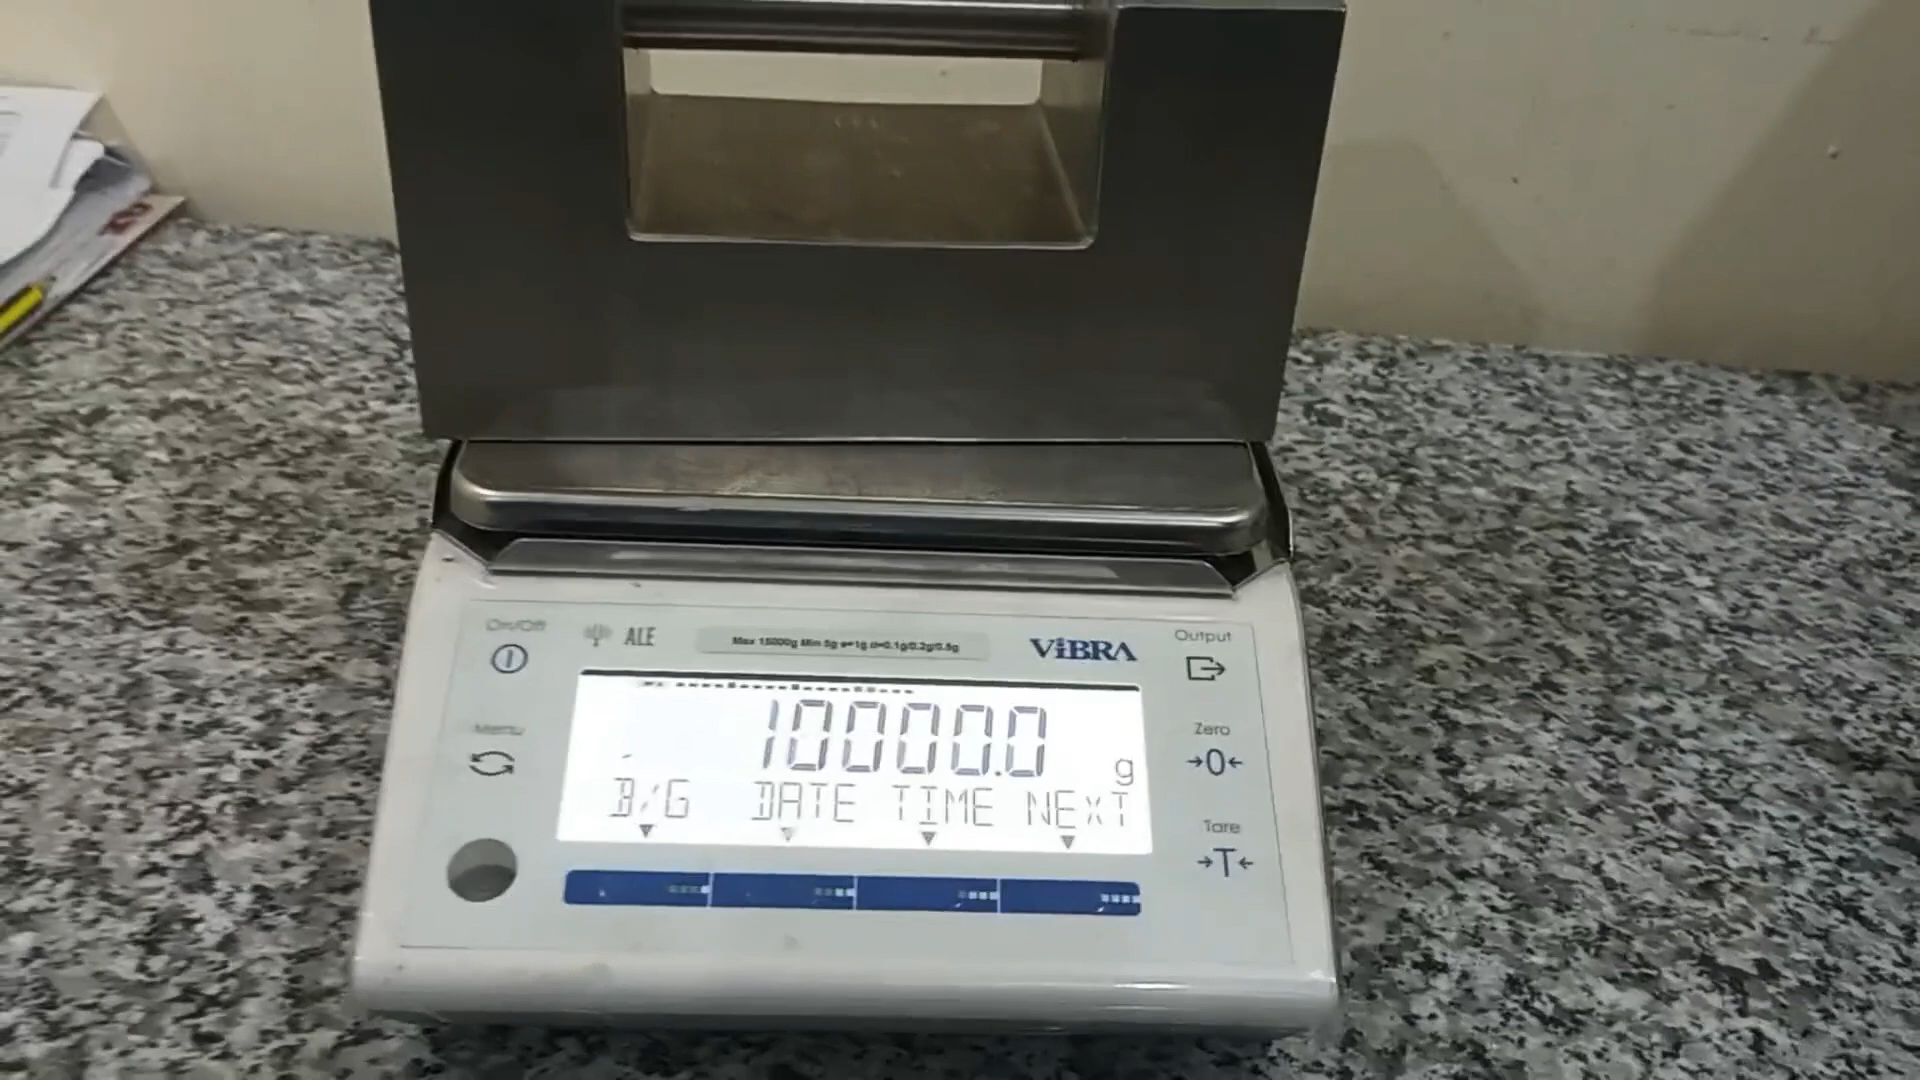 On/Off
ALE
Max 15000g Min 5g e=1g d=0.1g/0.2g/0.5g
ViBRA
Output
Menu
10000.0 g
Zero
→0←
B/G DATE TIME NEXT
Tare
→T←